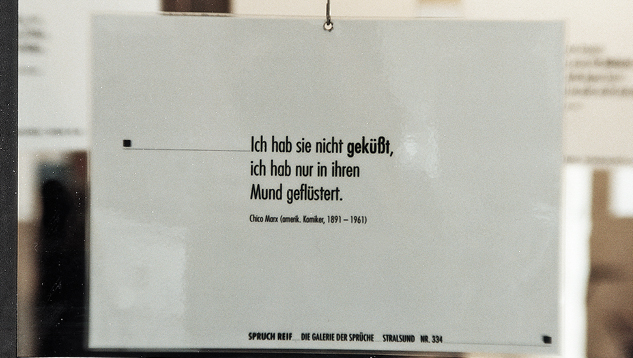 Ich hab sie nicht geküßt,
ich hab nur in ihren
Mund geflüstert.
Chico Marx (amerik. Komiker, 1891 – 1961)
SPRUCH REIF DIE GALERIE DER SPRÜCHE STRALSUND NR. 334